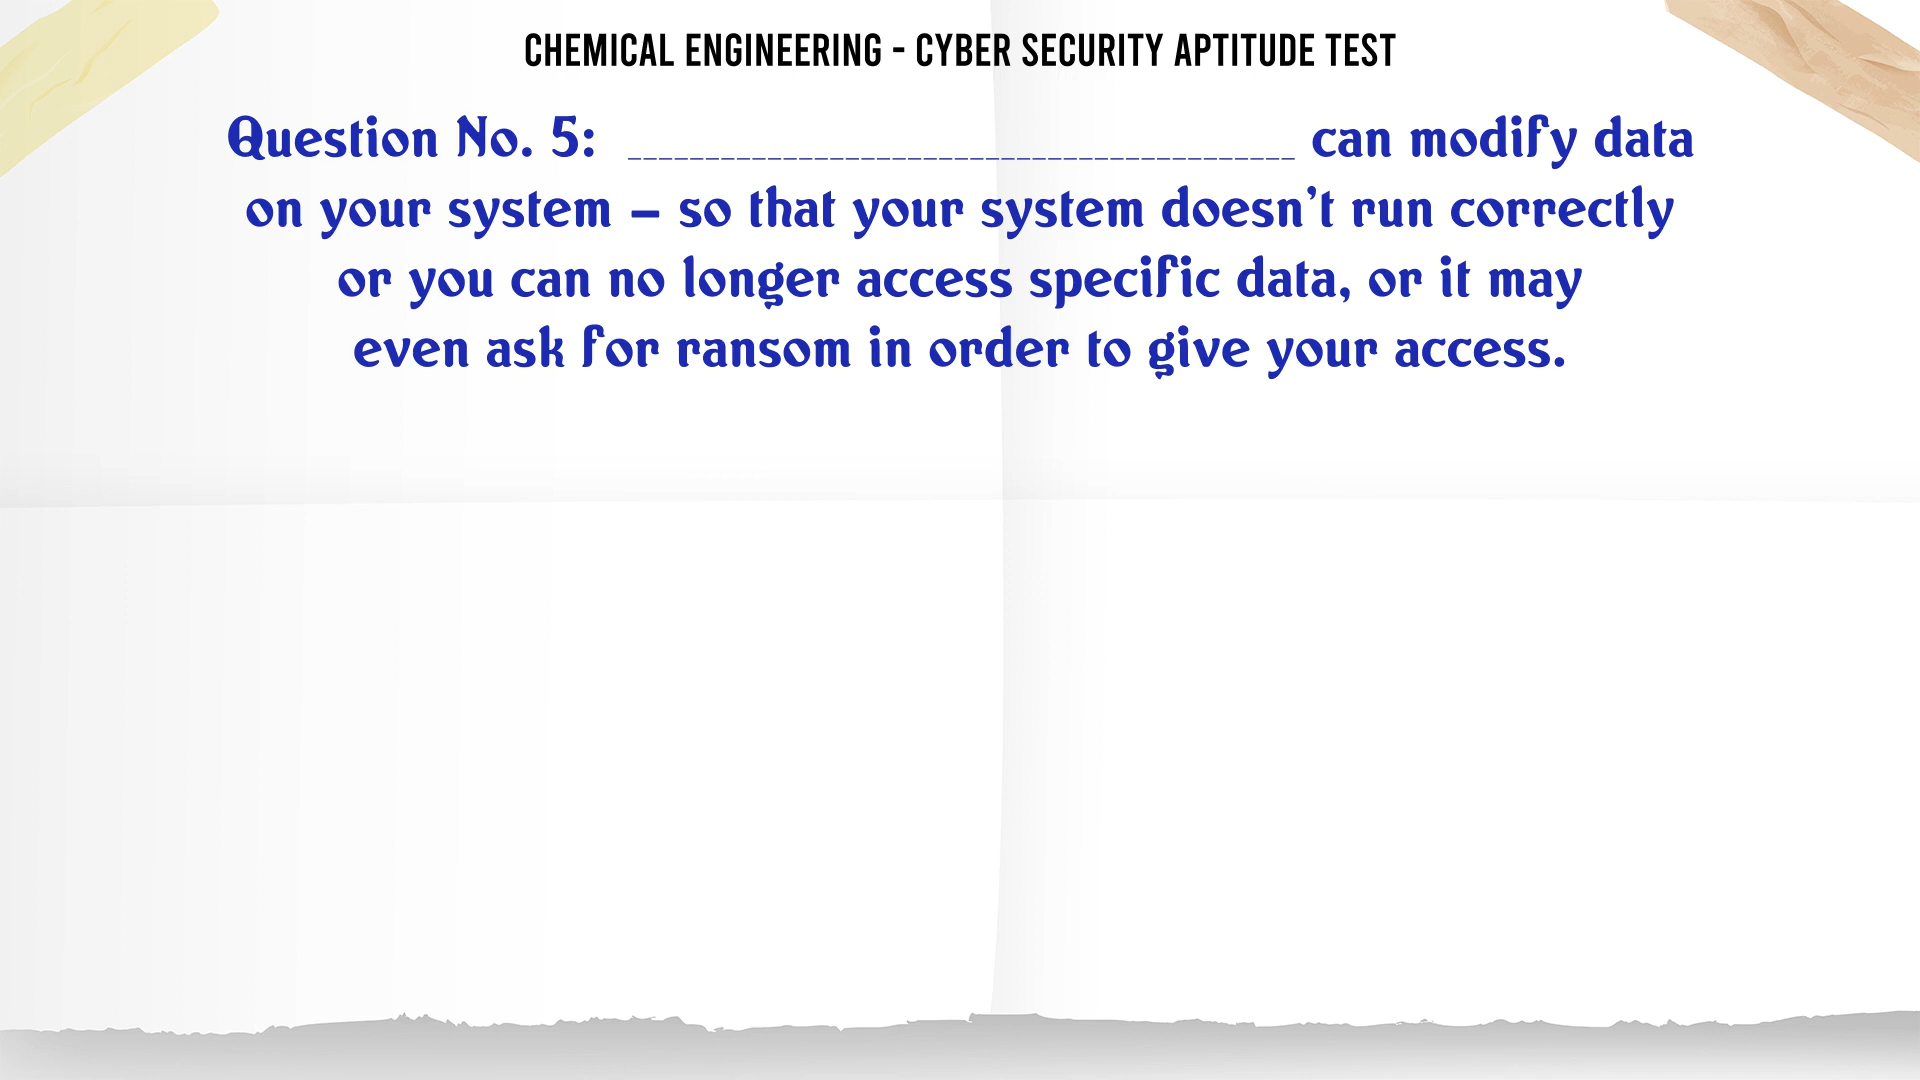 CHEMICAL ENGINEERING - CYBER SECURITY APTITUDE TEST
Question No. 5: ___________________________________________ can modify data
on your system – so that your system doesn’t run correctly
or you can no longer access specific data, or it may
even ask for ransom in order to give your access.